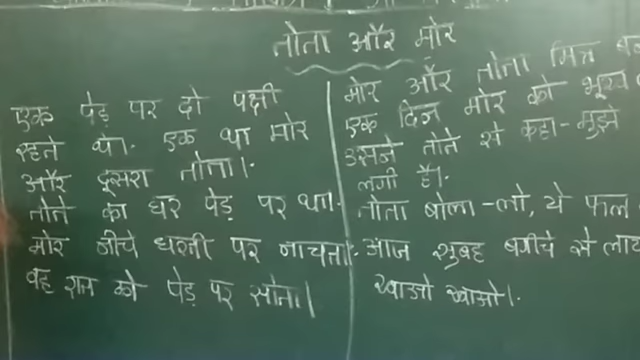 तोता और मोर
एक पेड़ पर दो पक्षी
रहते थे. एक था मोर
और दूसरा तोता।.
तोते का घर पेड़ पर था.
मोर नीचे धरती पर नाचता.
वह रात को पेड़ पर सोता।
मोर और तोता मित्र
एक दिन मोर को भूख
उसने तोते से कहा - मुझे
लगी है।.
तोता बोला - लो, ये फल
आज सुबह बगीचे से
खाओ खाओ।.